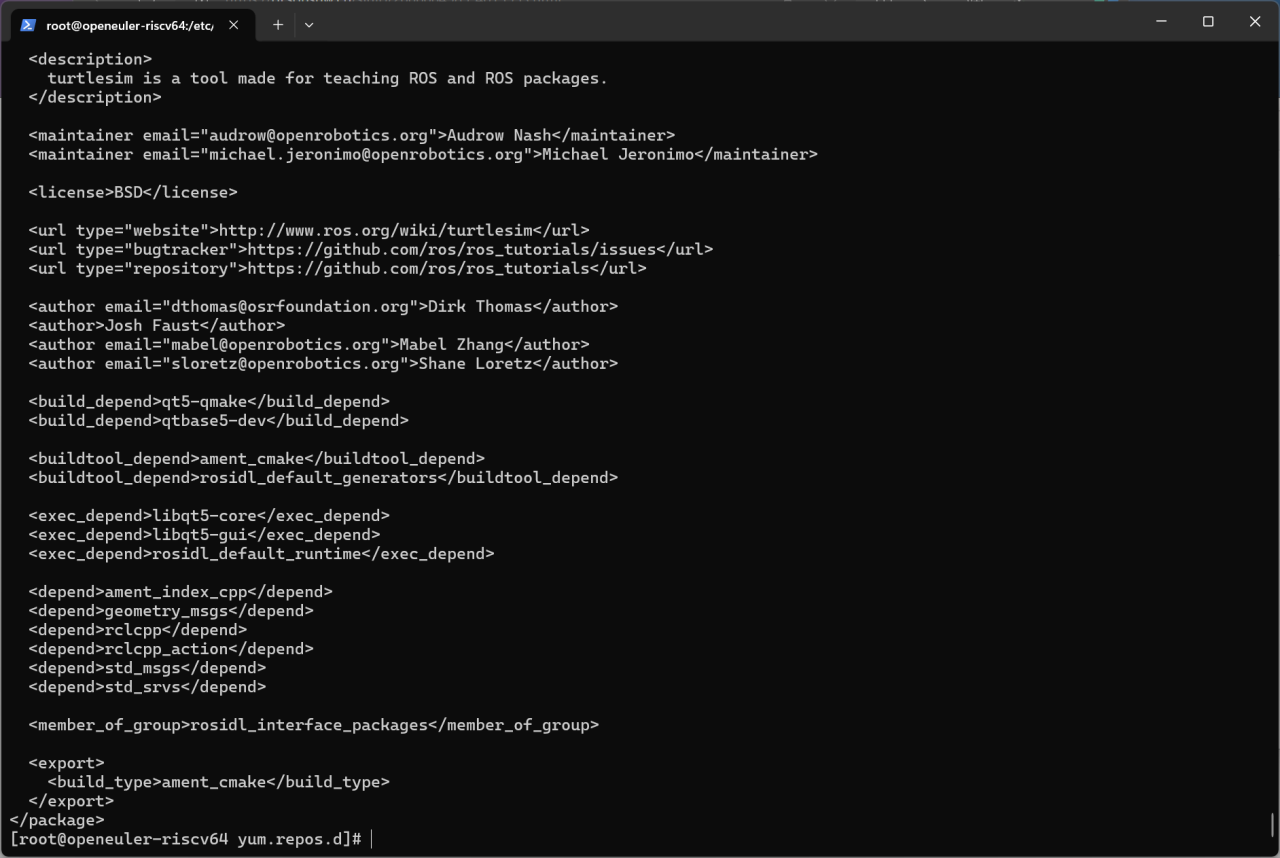 root@openeuler-riscv64:/etc/
<description>
turtlesim is a tool made for teaching ROS and ROS packages.
</description>
<maintainer email="audrow@openrobotics.org">Audrow Nash</maintainer>
<maintainer email="michael.jeronimo@openrobotics.org">Michael Jeronimo</maintainer>
<license>BSD</license>
<url type="website">http://www.ros.org/wiki/turtlesim</url>
<url type="bugtracker">https://github.com/ros/ros_tutorials/issues</url>
<url type="repository">https://github.com/ros/ros_tutorials</url>
<author email="dthomas@osrfoundation.org">Dirk Thomas</author>
<author>Josh Faust</author>
<author email="mabel@openrobotics.org">Mabel Zhang</author>
<author email="sloretz@openrobotics.org">Shane Loretz</author>
<build_depend>qt5-qmake</build_depend>
<build_depend>qtbase5-dev</build_depend>
<buildtool_depend>ament_cmake</buildtool_depend>
<buildtool_depend>rosidl_default_generators</buildtool_depend>
<exec_depend>libqt5-core</exec_depend>
<exec_depend>libqt5-gui</exec_depend>
<exec_depend>rosidl_default_runtime</exec_depend>
<depend>ament_index_cpp</depend>
<depend>geometry_msgs</depend>
<depend>rclcpp</depend>
<depend>rclcpp_action</depend>
<depend>std_msgs</depend>
<depend>std_srvs</depend>
<member_of_group>rosidl_interface_packages</member_of_group>
<export>
<build_type>ament_cmake</build_type>
</export>
</package>
[root@openeuler-riscv64 yum.repos.d]#